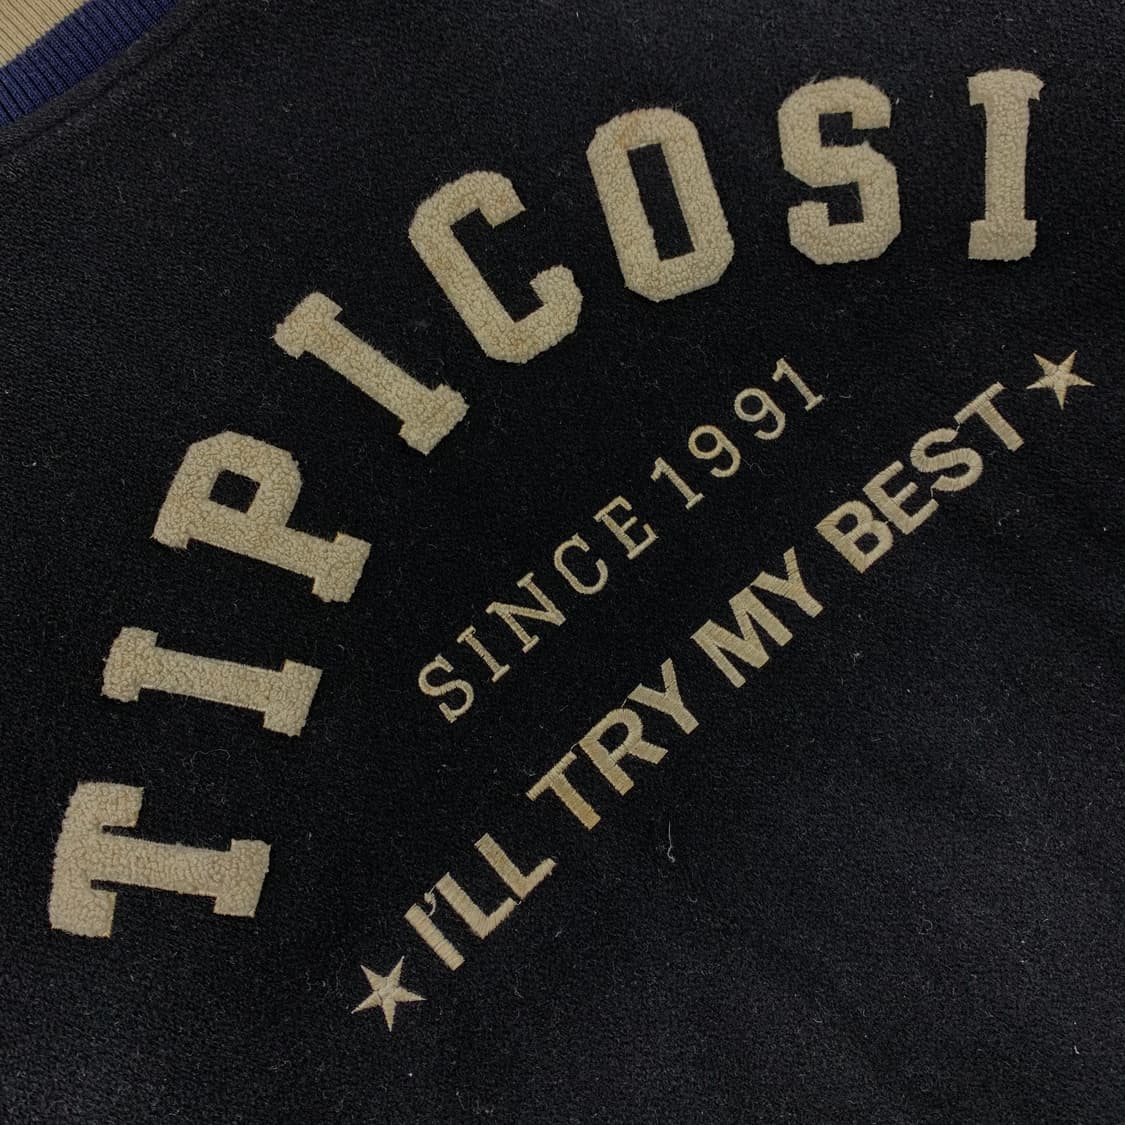 TIPICOSI
SINCE 1991
★ I'LL TRY MY BEST ★